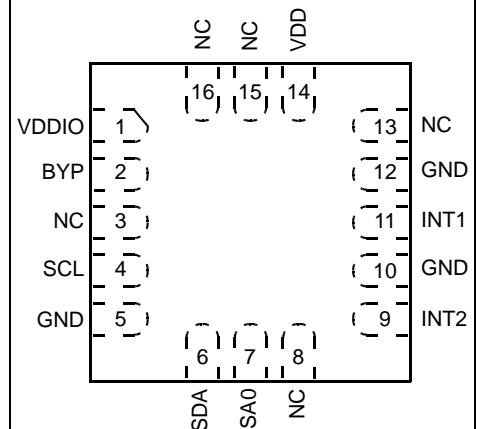 NC NC VDD
16 15 14
VDDIO 1 13 NC
BYP 2 12 GND
NC 3 11 INT1
SCL 4 10 GND
GND 5 9 INT2
6 7 8
SDA SA0 NC